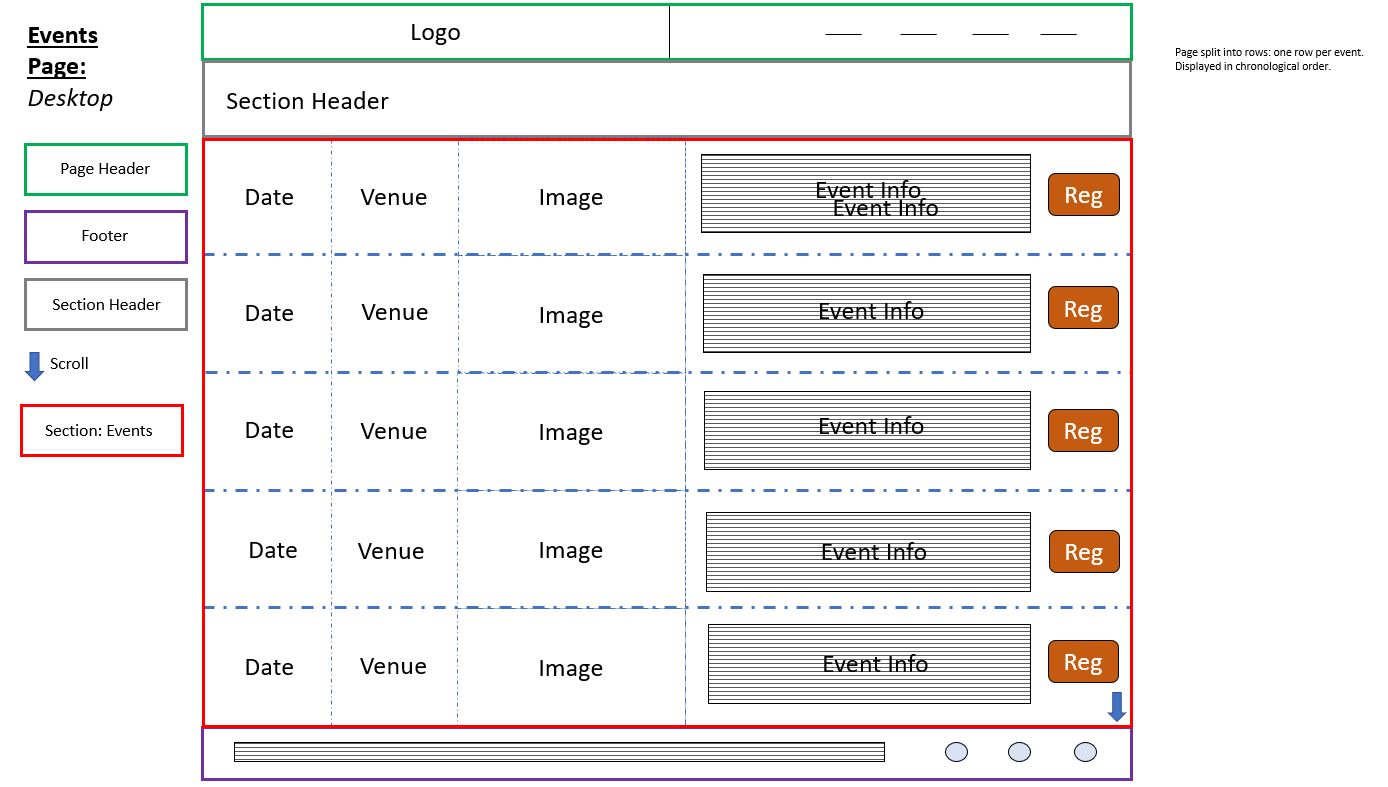 Events
Page:
Desktop
Page Header
Footer
Section Header
Scroll
Section: Events
Logo
Section Header
Date Venue Image Event Info Reg
Event Info
Date Venue Image Event Info Reg
Date Venue Image Event Info Reg
Date Venue Image Event Info Reg
Date Venue Image Event Info Reg
Page split into rows: one row per event.
Displayed in chronological order.